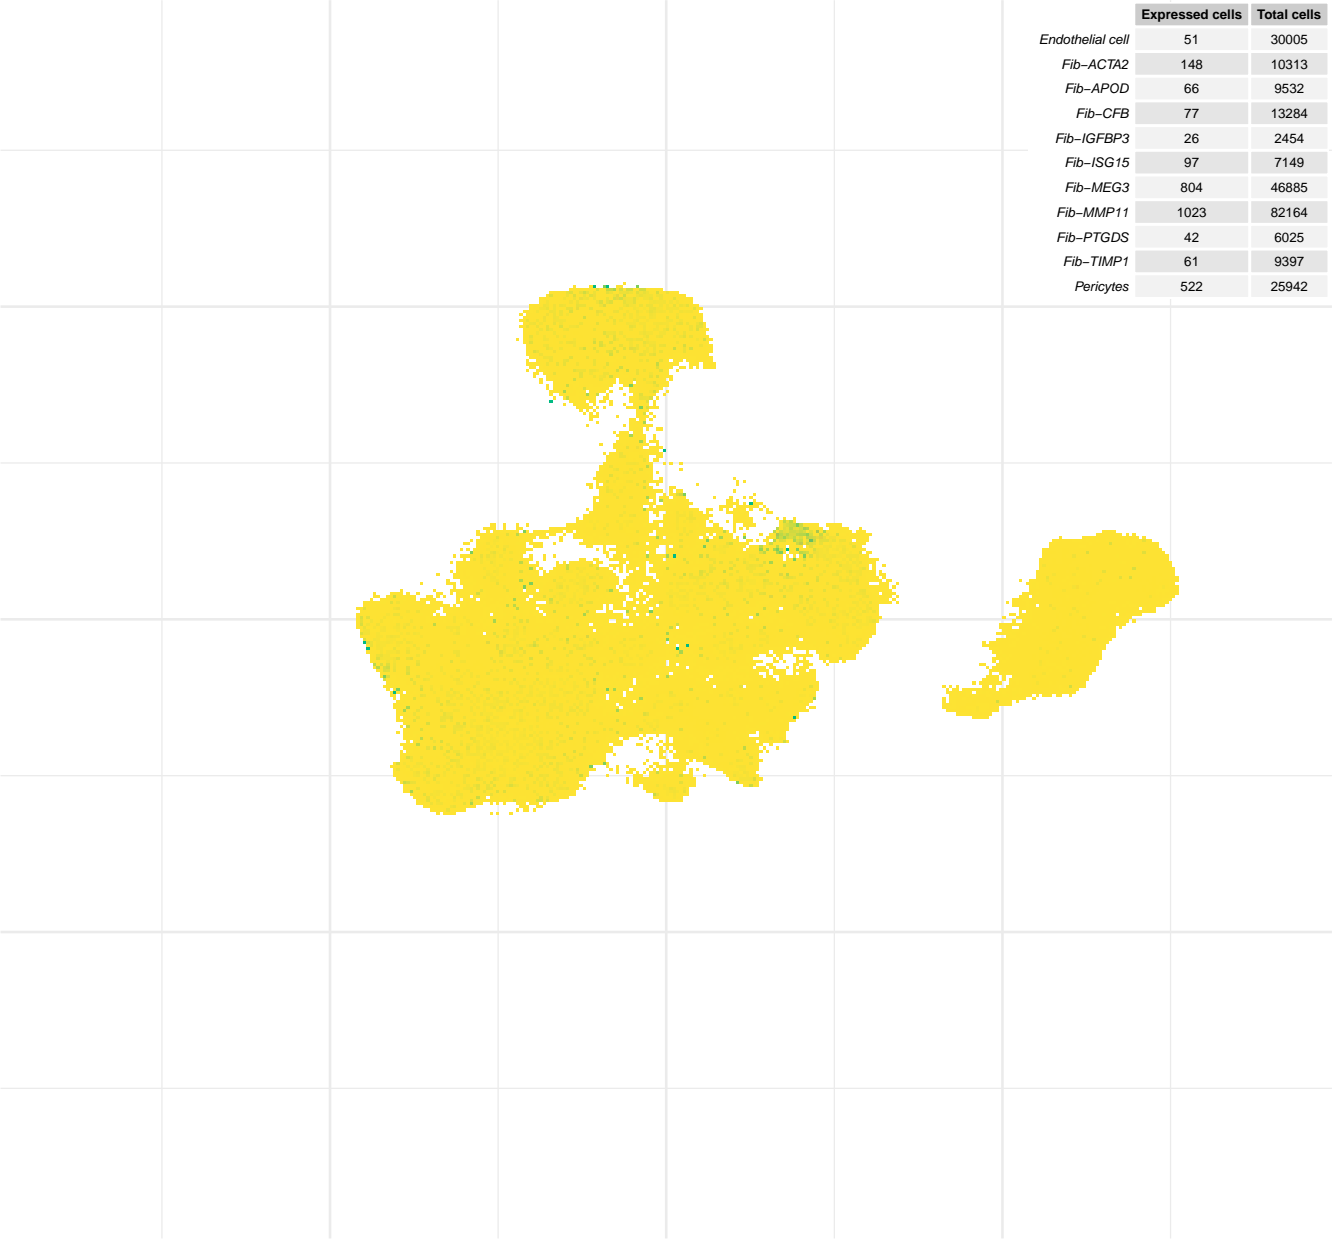 Expressed cells Total cells
Endothelial cell 51 30005
Fib−ACTA2 148 10313
Fib−APOD 66 9532
Fib−CFB 77 13284
Fib−IGFBP3 26 2454
Fib−ISG15 97 7149
Fib−MEG3 804 46885
Fib−MMP11 1023 82164
Fib−PTGDS 42 6025
Fib−TIMP1 61 9397
Pericytes 522 25942